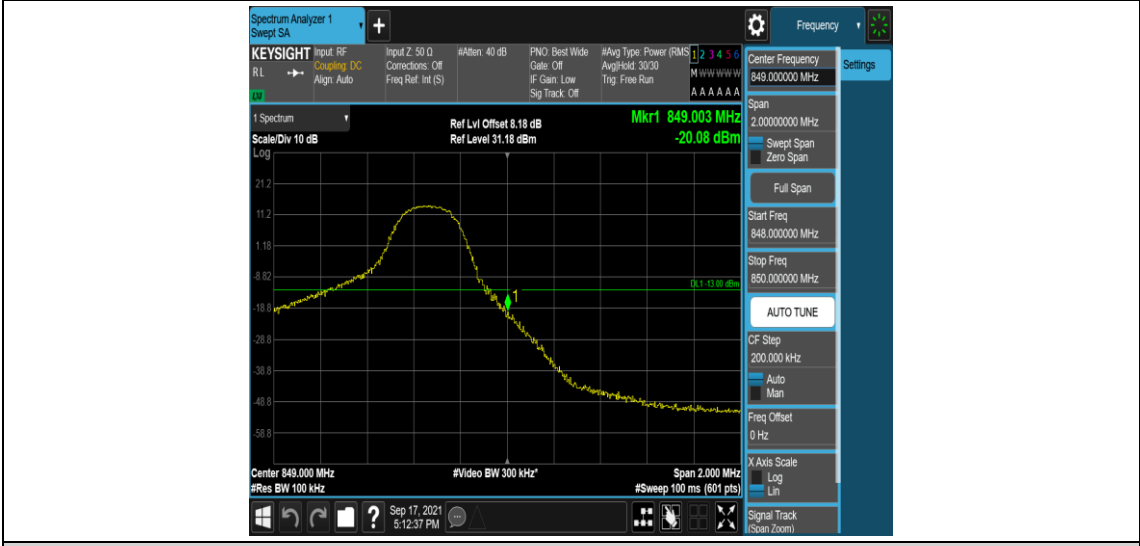 Spectrum Analyzer 1
Swept SA
+
Frequency
KEYSIGHT
RL
Input: RF
Coupling: DC
Align: Auto
Input Z: 50 Ω
Corrections: Off
Freq Ref: Int (S)
#Atten: 40 dB
PNO: Best Wide
Gate: Off
IF Gain: Low
Sig Track: Off
#Avg Type: Power (RMS
Avg|Hold: 30/30
Trig: Free Run
1 2 3 4 5 6
M W W W W W
A A A A A A
1 Spectrum
Scale/Div 10 dB
Log
Ref Lvl Offset 8.18 dB
Ref Level 31.18 dBm
Mkr1 849.003 MHz
-20.08 dBm
21.2
11.2
1.18
-8.82
-18.8
-28.8
-38.8
-48.8
-58.8
DL1 -13.00 dBm
1
Center 849.000 MHz
#Res BW 100 kHz
#Video BW 300 kHz*
Span 2.000 MHz
#Sweep 100 ms (601 pts)
Center Frequency
849.000000 MHz
Settings
Span
2.00000000 MHz
Swept Span
Zero Span
Full Span
Start Freq
848.000000 MHz
Stop Freq
850.000000 MHz
AUTO TUNE
CF Step
200.000 kHz
Auto
Man
Freq Offset
0 Hz
X Axis Scale
Log
Lin
Signal Track
(Span Zoom)
?
Sep 17, 2021
5:12:37 PM